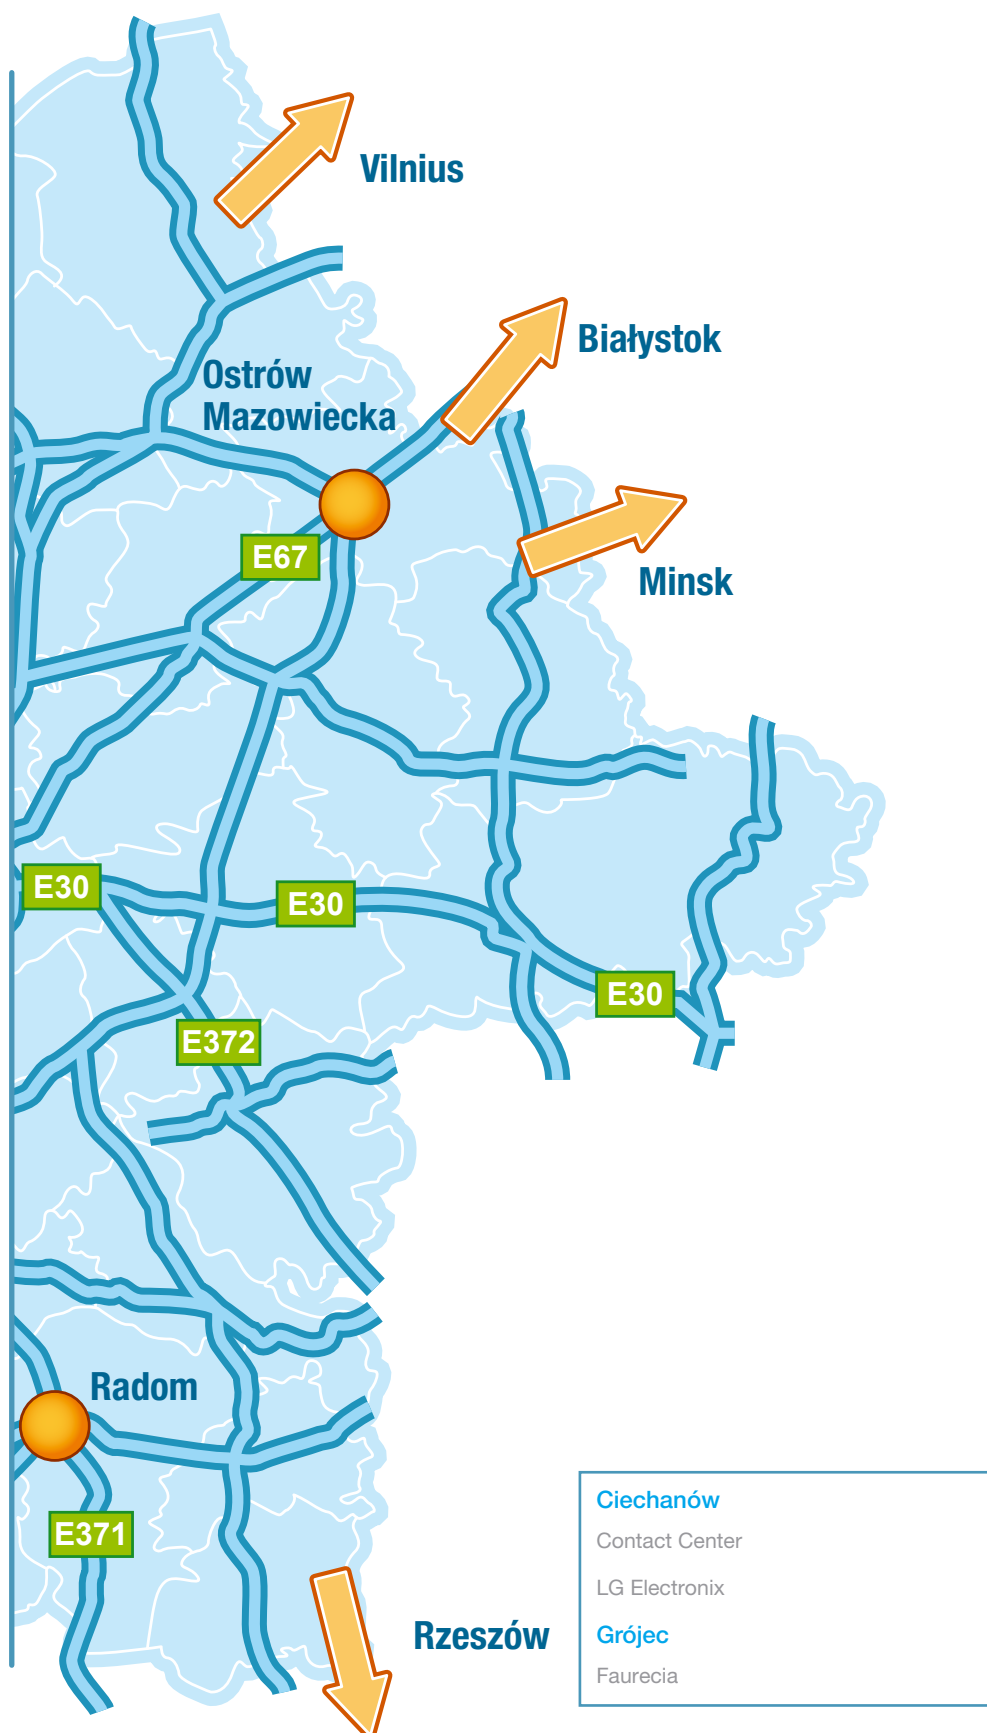 Vilnius
Białystok
Ostrów
Mazowiecka
E67
Minsk
E30
E30
E30
E372
Radom
E371
Rzeszów
Ciechanów
Contact Center
LG Electronix
Grójec
Faurecia